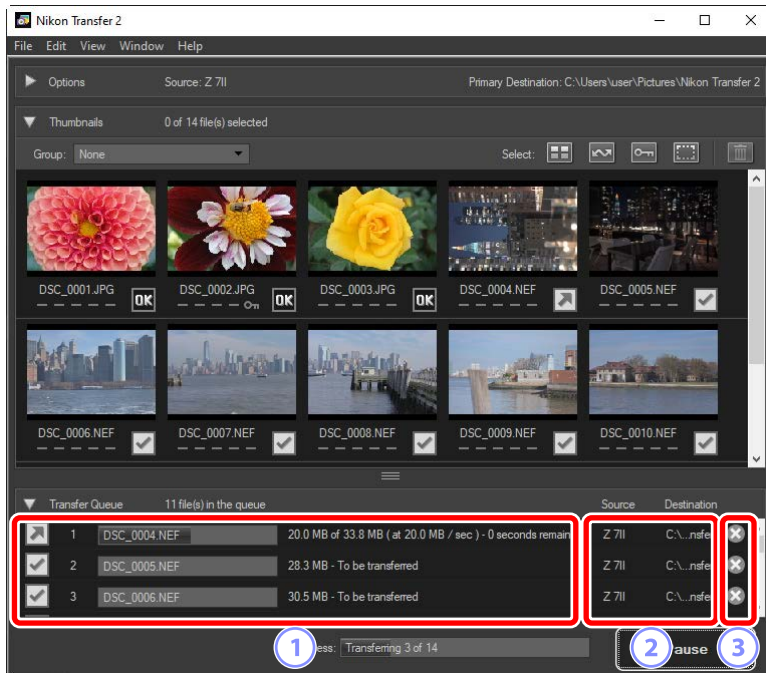 Nikon Transfer 2
File Edit View Window Help
Options Source: Z 7II Primary Destination: C:\Users\user\Pictures\Nikon Transfer 2
Thumbnails 0 of 14 file(s) selected
Group: None Select:
DSC_0001.JPG OK DSC_0002.JPG OK DSC_0003.JPG OK DSC_0004.NEF DSC_0005.NEF
DSC_0006.NEF DSC_0007.NEF DSC_0008.NEF DSC_0009.NEF DSC_0010.NEF
Transfer Queue 11 file(s) in the queue Source Destination
1 DSC_0004.NEF 20.0 MB of 33.8 MB ( at 20.0 MB / sec ) - 0 seconds remain Z 7II C:\...nsfe
2 DSC_0005.NEF 28.3 MB - To be transferred Z 7II C:\...nsfe
3 DSC_0006.NEF 30.5 MB - To be transferred Z 7II C:\...nsfe
1 ess: Transferring 3 of 14 2 ause 3